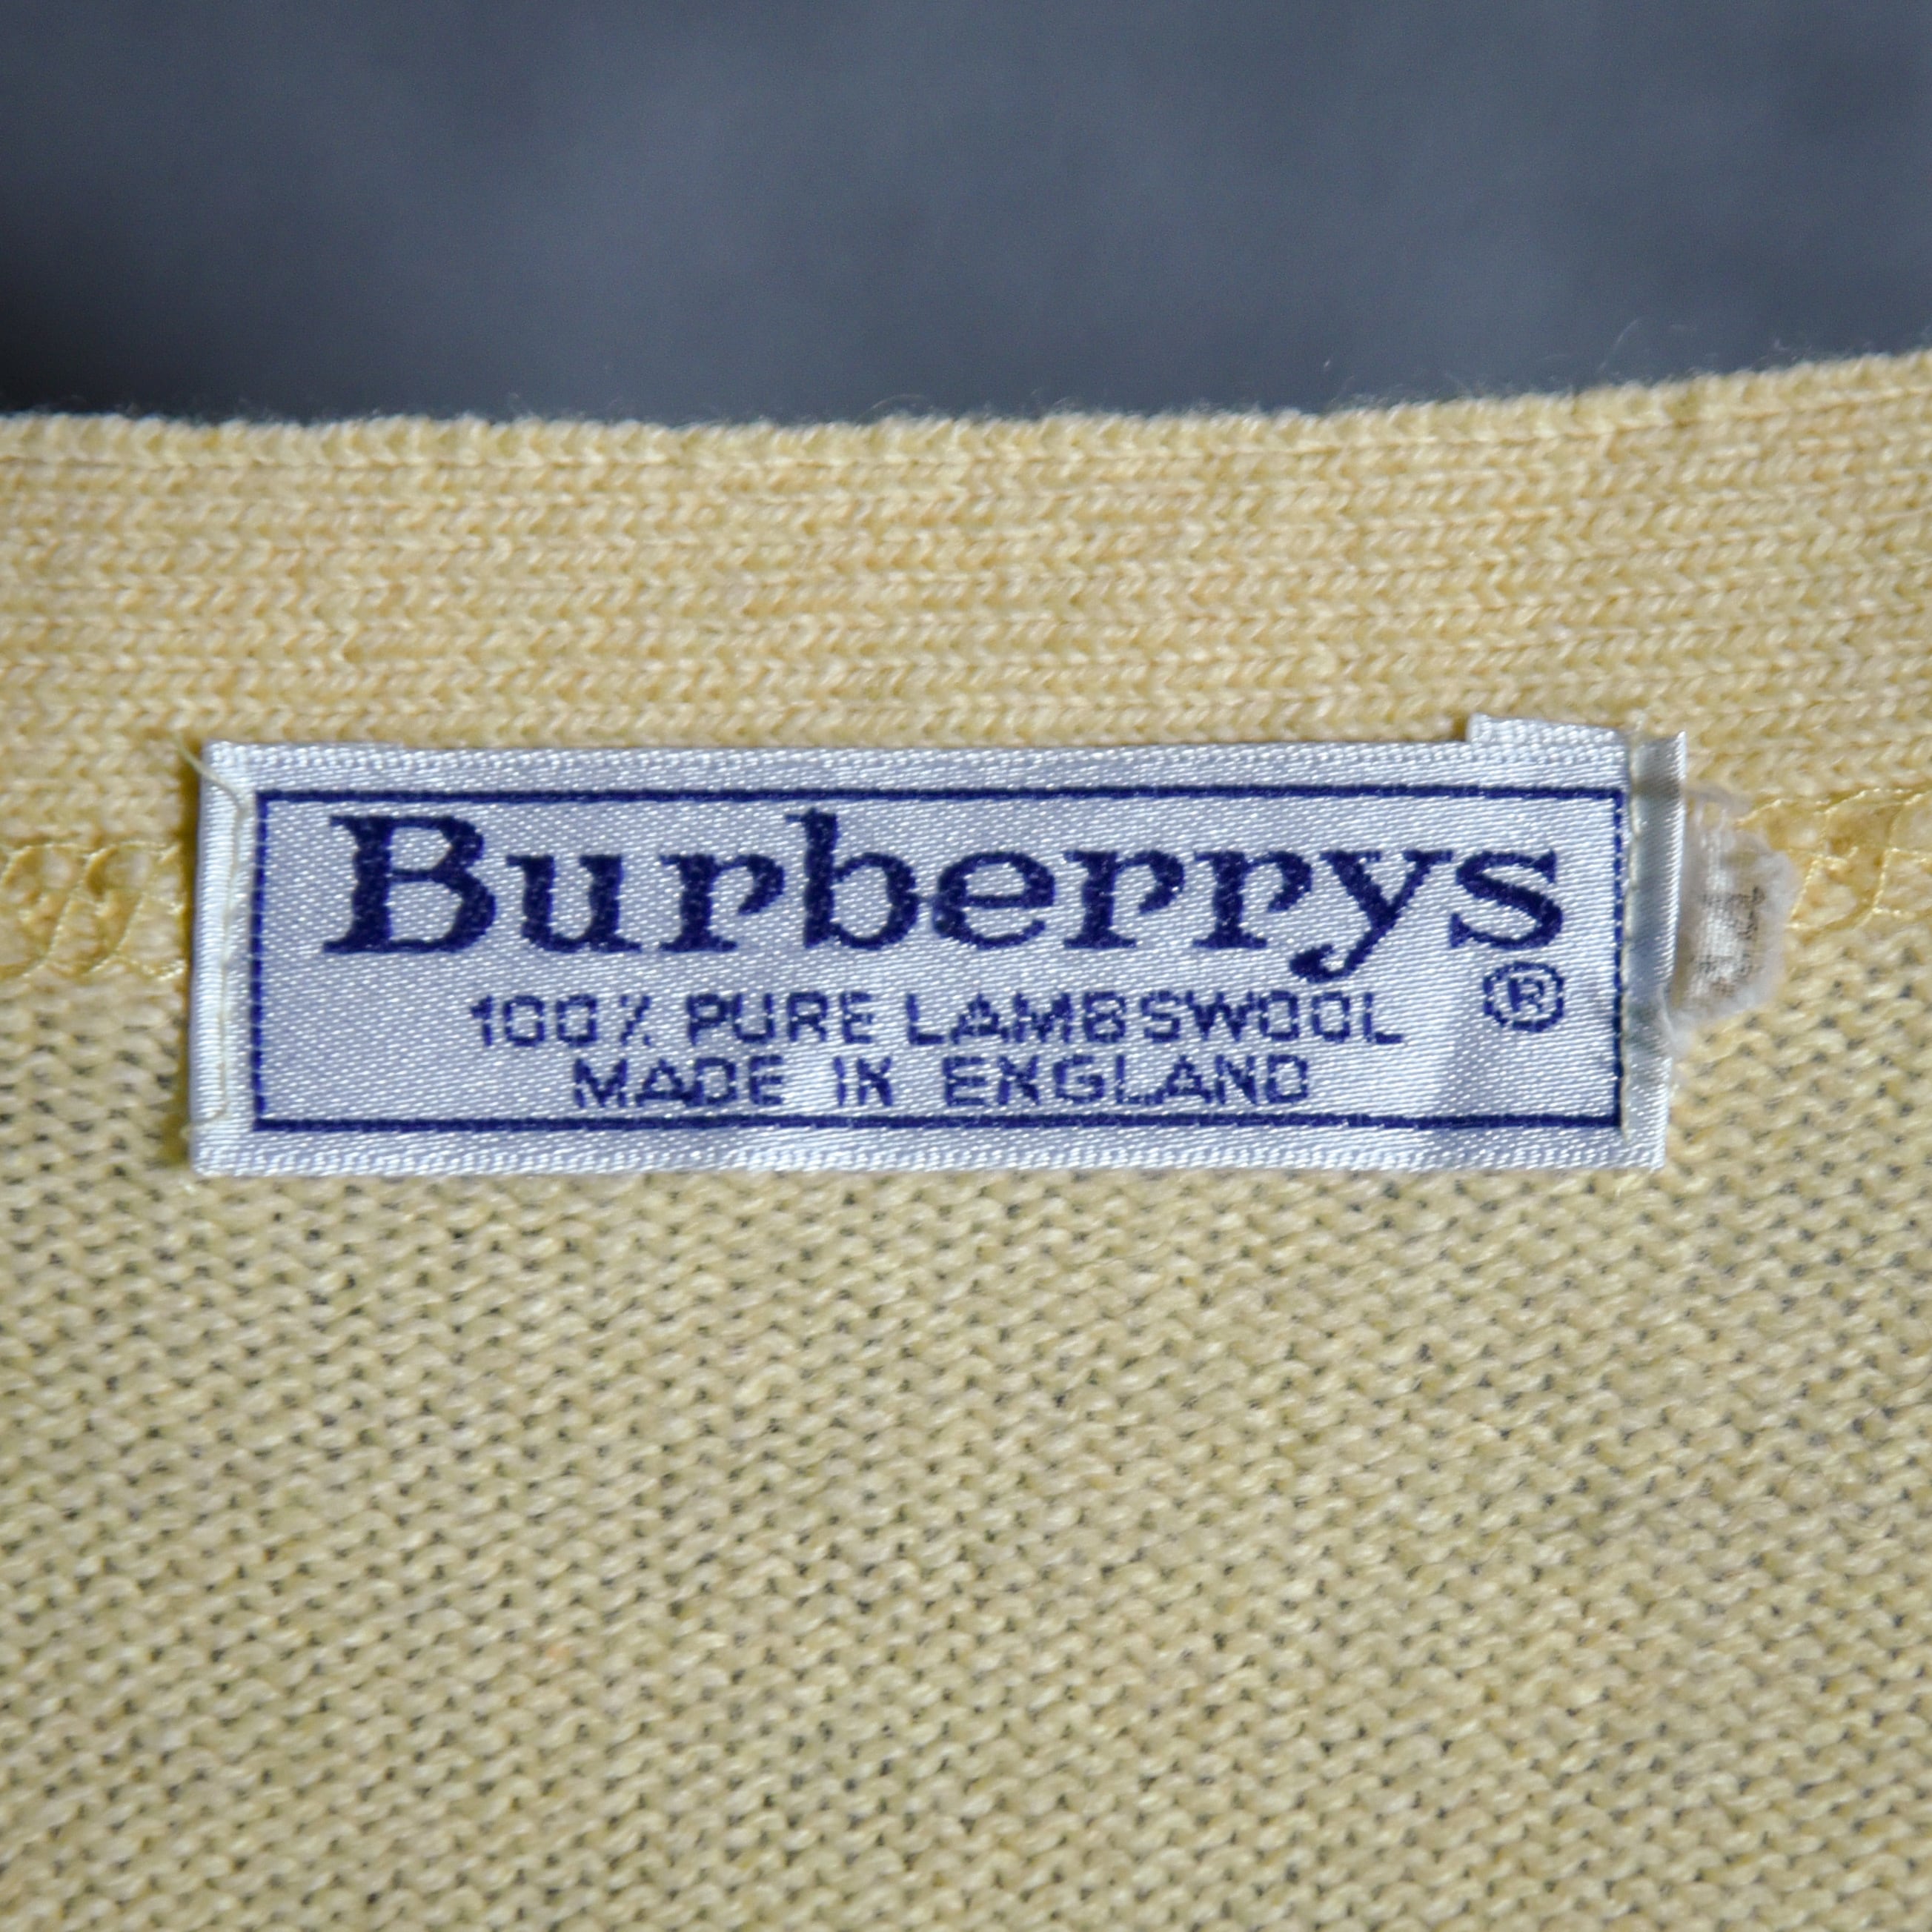 Burberrys
®
100% PURE LAMBSWOOL
MADE IN ENGLAND